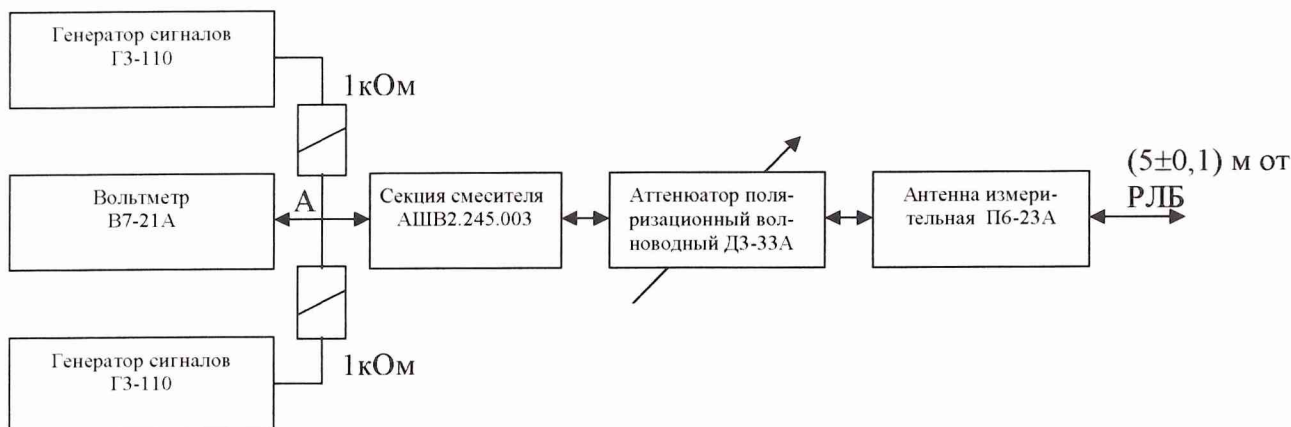 Генератор сигналов
Г3-110
1кОм
Вольтметр
В7-21А
А
Секция смесителя
АШВ2.245.003
Аттенюатор поля-
ризационный вол-
новодный Д3-33А
Антенна измери-
тельная П6-23А
(5±0,1) м от
РЛБ
Генератор сигналов
Г3-110
1кОм